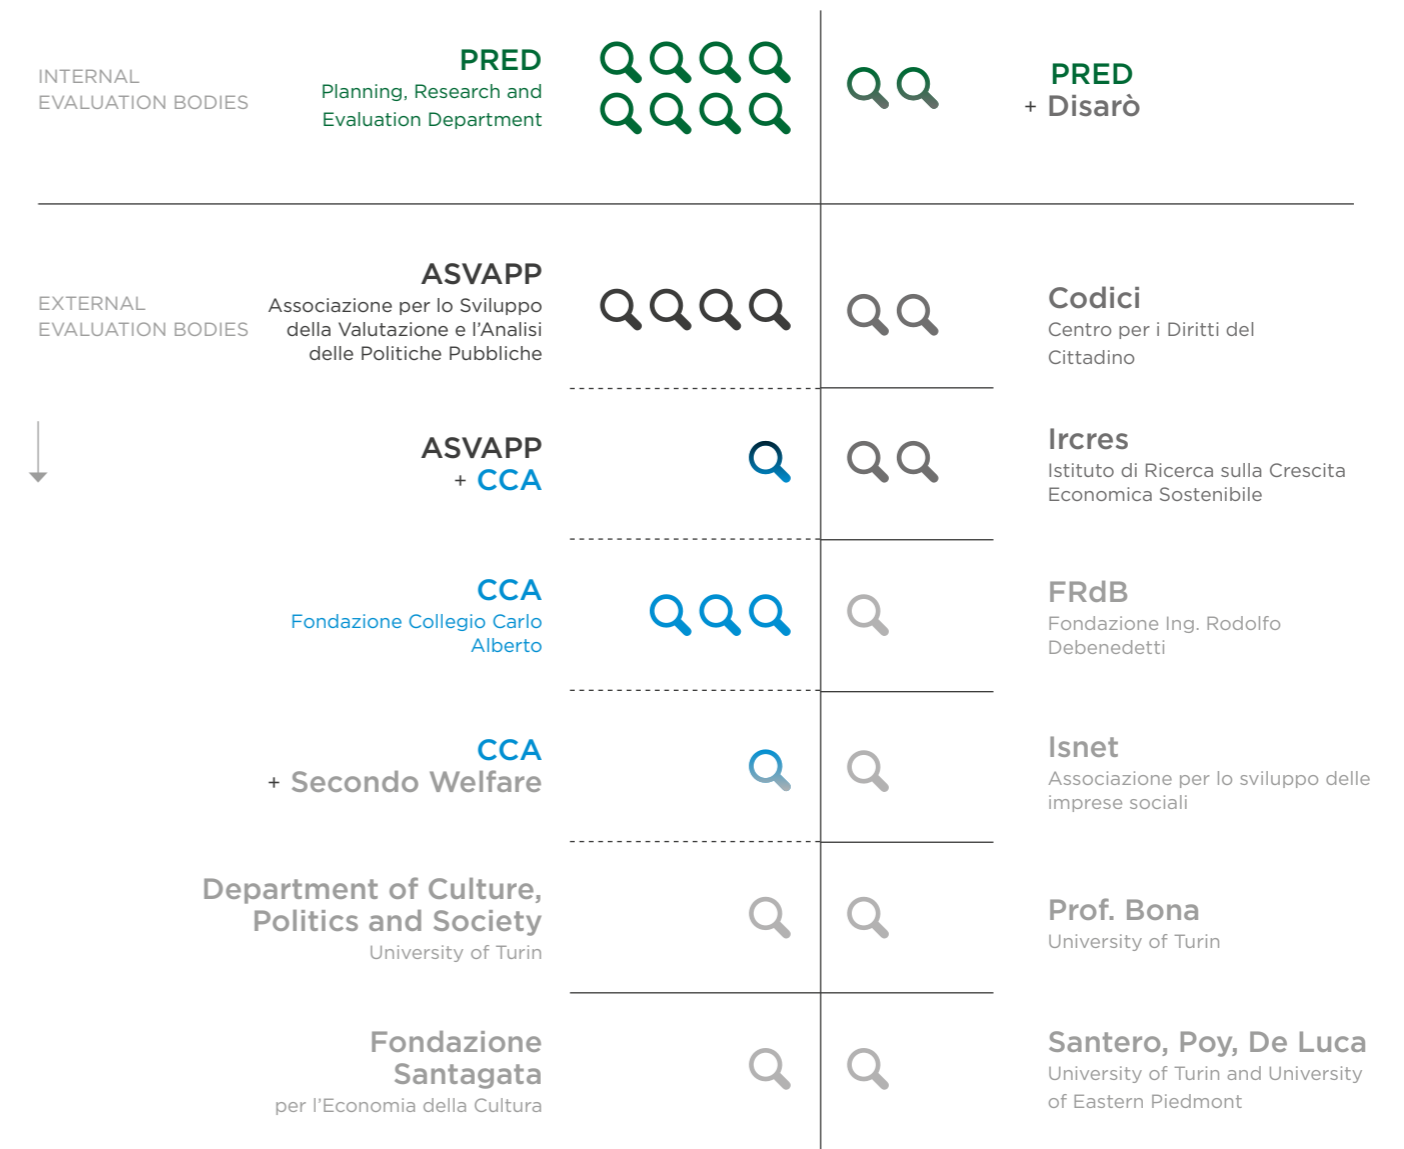 INTERNAL
EVALUATION BODIES
PRED
Planning, Research and
Evaluation Department
PRED
+ Disarò
EXTERNAL
EVALUATION BODIES
ASVAPP
Associazione per lo Sviluppo
della Valutazione e l'Analisi
delle Politiche Pubbliche
Codici
Centro per i Diritti del
Cittadino
ASVAPP
+ CCA
Ircres
Istituto di Ricerca sulla Crescita
Economica Sostenibile
CCA
Fondazione Collegio Carlo
Alberto
FRdB
Fondazione Ing. Rodolfo
Debenedetti
CCA
+ Secondo Welfare
Isnet
Associazione per lo sviluppo delle
imprese sociali
Department of Culture,
Politics and Society
University of Turin
Prof. Bona
University of Turin
Fondazione
Santagata
per l'Economia della Cultura
Santero, Poy, De Luca
University of Turin and University
of Eastern Piedmont